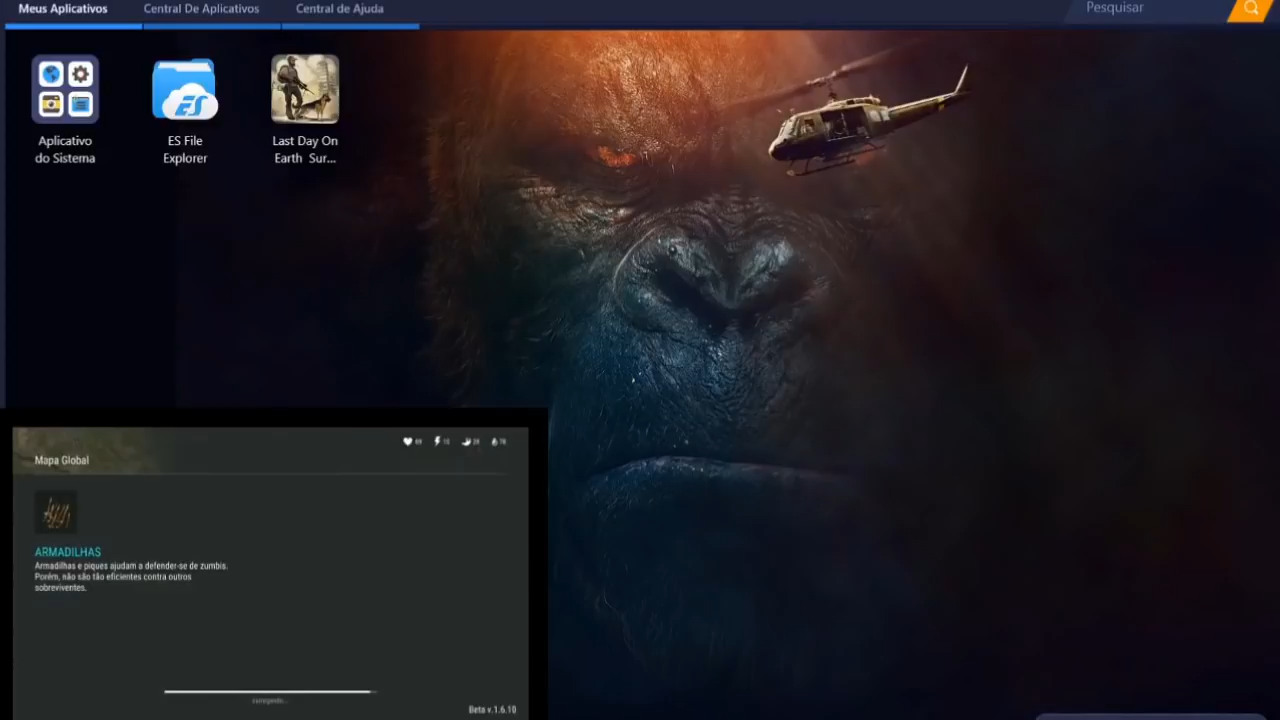 Meus Aplicativos
Central De Aplicativos
Central de Ajuda
Pesquisar
ES
Aplicativo
do Sistema
ES File
Explorer
Last Day On
Earth Sur...
Mapa Global
ARMADILHAS
Armadilhas e piques ajudam a defender-se de zumbis.
Porém, não são tão eficientes contra outros
sobreviventes.
carregando...
Beta v.1.6.10